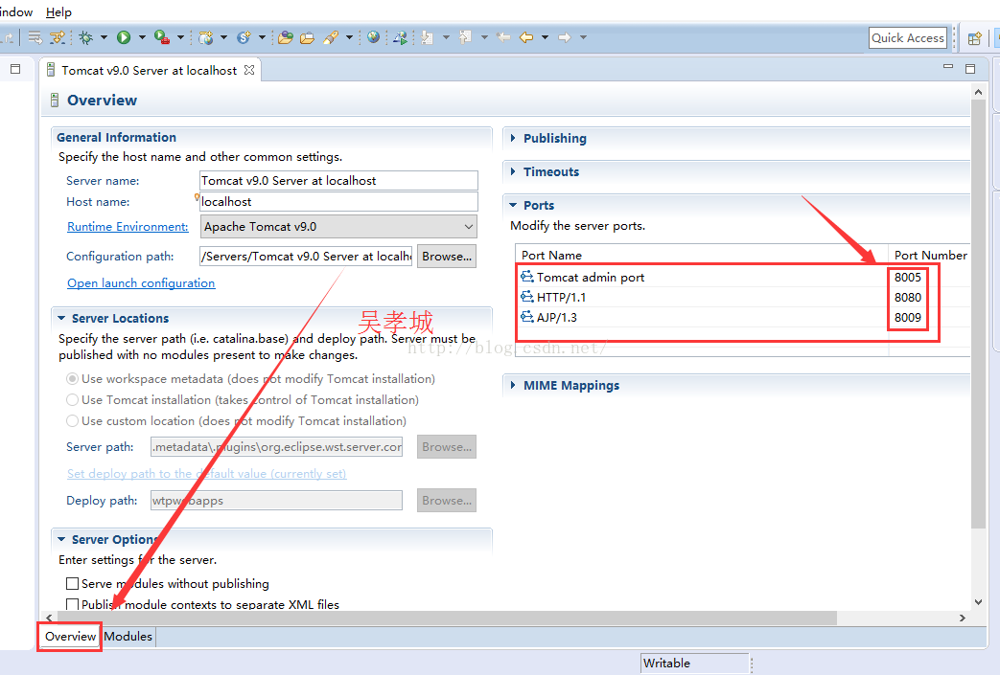 indow Help
Quick Access
Tomcat v9.0 Server at localhost
Overview
General Information
Specify the host name and other common settings.
Server name: Tomcat v9.0 Server at localhost
Host name: localhost
Runtime Environment: Apache Tomcat v9.0
Configuration path: /Servers/Tomcat v9.0 Server at localh Browse...
Open launch configuration
Server Locations
Specify the server path (i.e. catalina.base) and deploy path. Server must be
published with no modules present to make changes.
Use workspace metadata (does not modify Tomcat installation)
Use Tomcat installation (takes control of Tomcat installation)
Use custom location (does not modify Tomcat installation)
Server path: .metadata\.plugins\org.eclipse.wst.server.cor Browse...
Set deploy path to the default value (currently set)
Deploy path: wtpwebapps Browse...
Server Options
Enter settings for the server.
Serve modules without publishing
Publish module contexts to separate XML files
Publishing
Timeouts
Ports
Modify the server ports.
Port Name Port Number
Tomcat admin port 8005
HTTP/1.1 8080
AJP/1.3 8009
MIME Mappings
吴孝城
http://blog.csdn.net/
Overview Modules
Writable